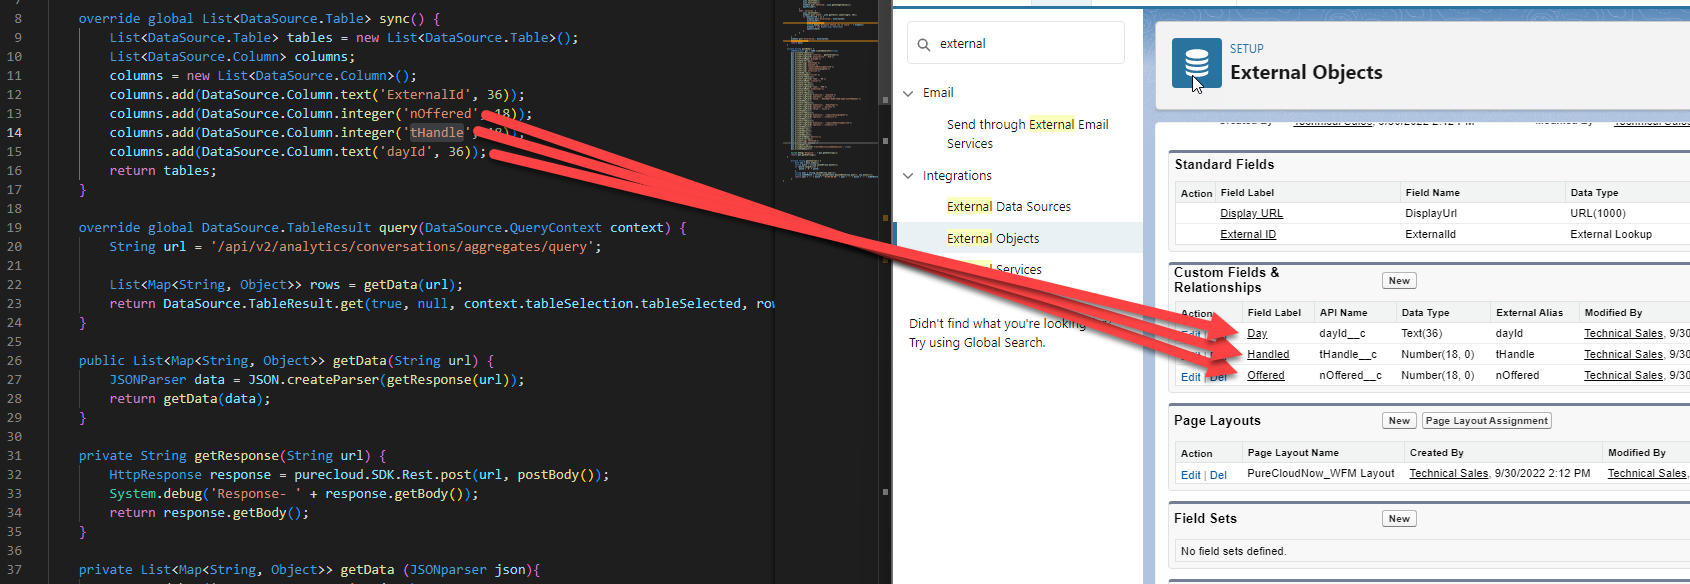 8 override global List<DataSource.Table> sync() {
9 List<DataSource.Table> tables = new List<DataSource.Table>();
10 List<DataSource.Column> columns;
11 columns = new List<DataSource.Column>();
12 columns.add(DataSource.Column.text('ExternalId', 36));
13 columns.add(DataSource.Column.integer('nOffered', 18));
14 columns.add(DataSource.Column.integer('tHandle', 18));
15 columns.add(DataSource.Column.text('dayId', 36));
16 return tables;
17 }
18
19 override global DataSource.TableResult query(DataSource.QueryContext context) {
20 String url = '/api/v2/analytics/conversations/aggregates/query';
21
22 List<Map<String, Object>> rows = getData(url);
23 return DataSource.TableResult.get(true, null, context.tableSelection.tableSelected, row
24 }
25
26 public List<Map<String, Object>> getData(String url) {
27 JSONParser data = JSON.createParser(getResponse(url));
28 return getData(data);
29 }
30
31 private String getResponse(String url) {
32 HttpResponse response = purecloud.SDK.Rest.post(url, postBody());
33 System.debug('Response- ' + response.getBody());
34 return response.getBody();
35 }
36
37 private List<Map<String, Object>> getData (JSONparser json){
external
Email
Send through External Email
Services
Integrations
External Data Sources
External Objects
Services
Didn't find what you're looking
Try using Global Search.
SETUP
External Objects
Technical Sales, 9/30/2022 2:12 PM Technical Sales
Standard Fields
Action Field Label Field Name Data Type
Display URL DisplayUrl URL(1000)
External ID ExternalId External Lookup
Custom Fields &
Relationships New
Action Field Label API Name Data Type External Alias Modified By
Edit Day dayId__c Text(36) dayId Technical Sales, 9/30
Handled tHandle__c Number(18, 0) tHandle Technical Sales, 9/30
Edit | Del Offered nOffered__c Number(18, 0) nOffered Technical Sales, 9/30
Page Layouts New Page Layout Assignment
Action Page Layout Name Created By Modified By
Edit | Del PureCloudNow_WFM Layout Technical Sales, 9/30/2022 2:12 PM Technical Sales,
Field Sets New
No field sets defined.